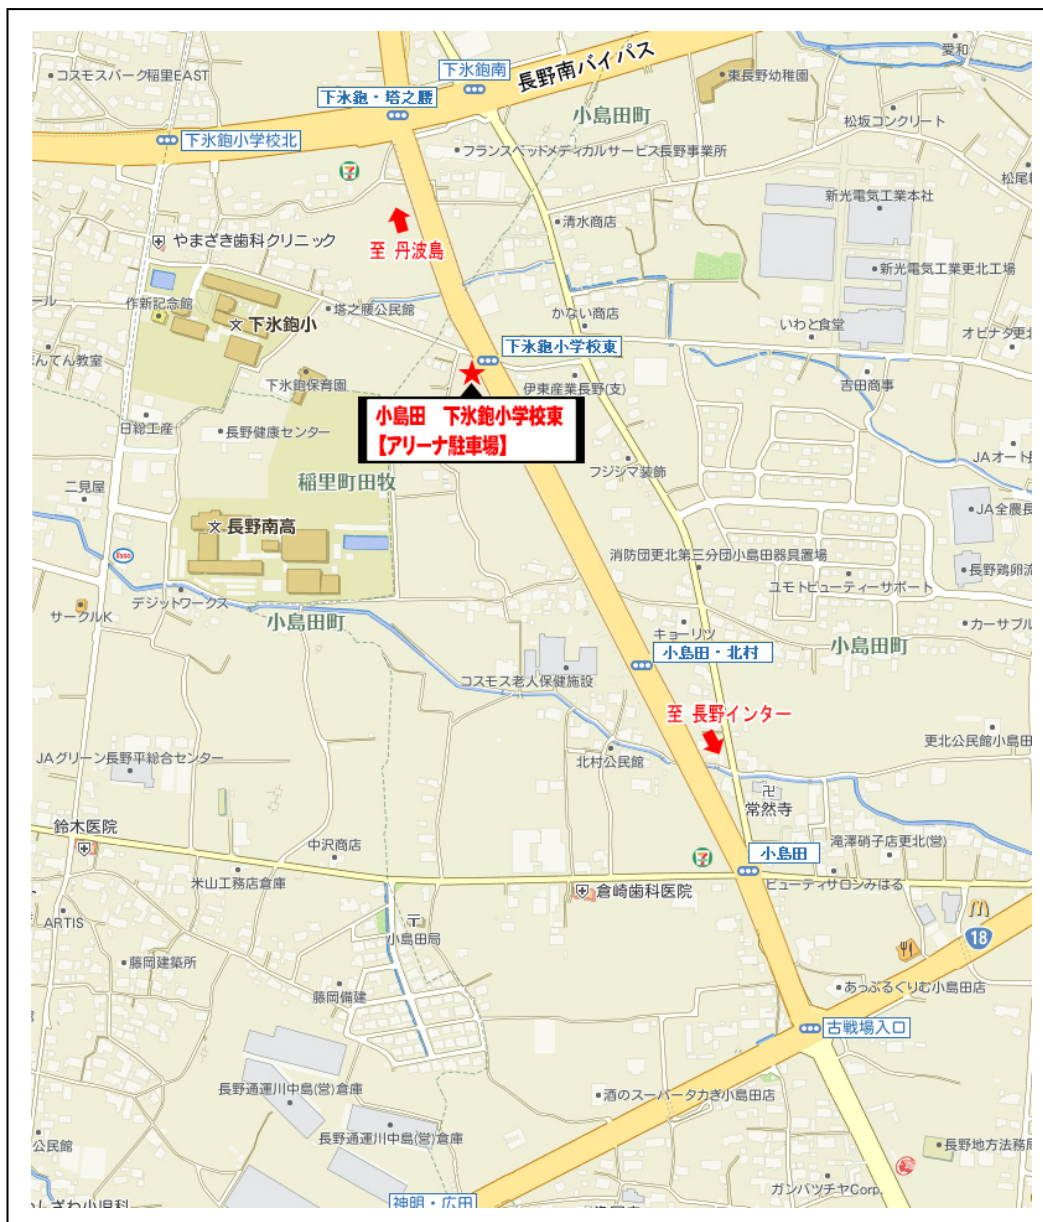 愛和
長野南バイパス
下氷鉋南
コスモスパーク稲里EAST
東長野幼稚園
下氷鉋・塔之腰
小島田町
松坂コンクリート
下氷鉋小学校北
フランスベッドメディカルサービス長野事業所
7
松尾
新光電気工業本社
清水商店
やまざき歯科クリニック
至 丹波島
新光電気工業更北工場
作新記念館
塔之腰公民館
かない商店
文 下氷鉋小
いわと食堂
オビナタ更北
下氷鉋小学校東
んてん教室
下氷鉋保育園
伊東産業長野(支)
吉田商事
小島田 下氷鉋小学校東
【アリーナ駐車場】
日総工産
長野健康センター
JAオート
フジシマ装飾
稲里町田牧
二見屋
JA全農長
文 長野南高
消防団更北第三分団小島田器具置場
Esso
長野鶏卵流
ユモトビューティーサポート
デジットワークス
サークルK
小島田町
カーサブル
キョーリツ
小島田・北村
小島田町
コスモス老人保健施設
至 長野インター
更北公民館小島田
JAグリーン長野平総合センター
北村公民館
卍
常然寺
鈴木医院
中沢商店
小島田
滝澤硝子店更北(営)
7
米山工務店倉庫
倉崎歯科医院
ビューティサロンみはる
ARTIS
〒
小島田局
18
藤岡建築所
藤岡備建
あっぷるぐりむ小島田店
古戦場入口
長野通運川中島(営)倉庫
酒のスーパータカぎ小島田店
長野通運川中島(営)倉庫
公民館
長野地方法務局
ガンバツチヤCorp.
神明・広田
しざわ小児科